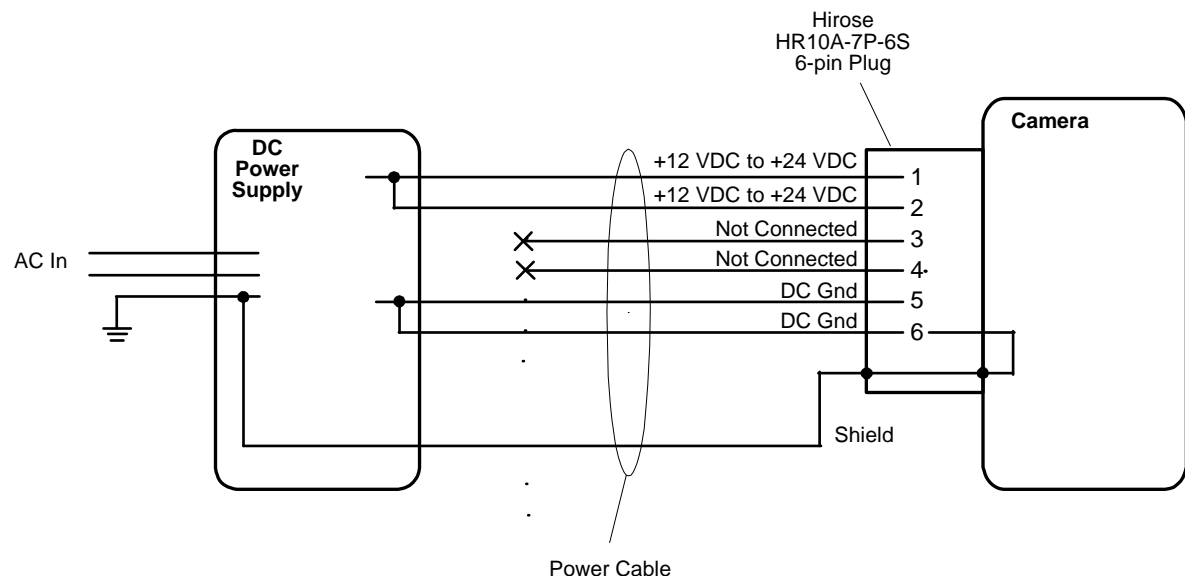 Hirose
HR10A-7P-6S
6-pin Plug
Camera
DC
Power
Supply
+12 VDC to +24 VDC
1
+12 VDC to +24 VDC
2
Not Connected
3
AC In
Not Connected
4
DC Gnd
5
DC Gnd
6
Shield
Power Cable